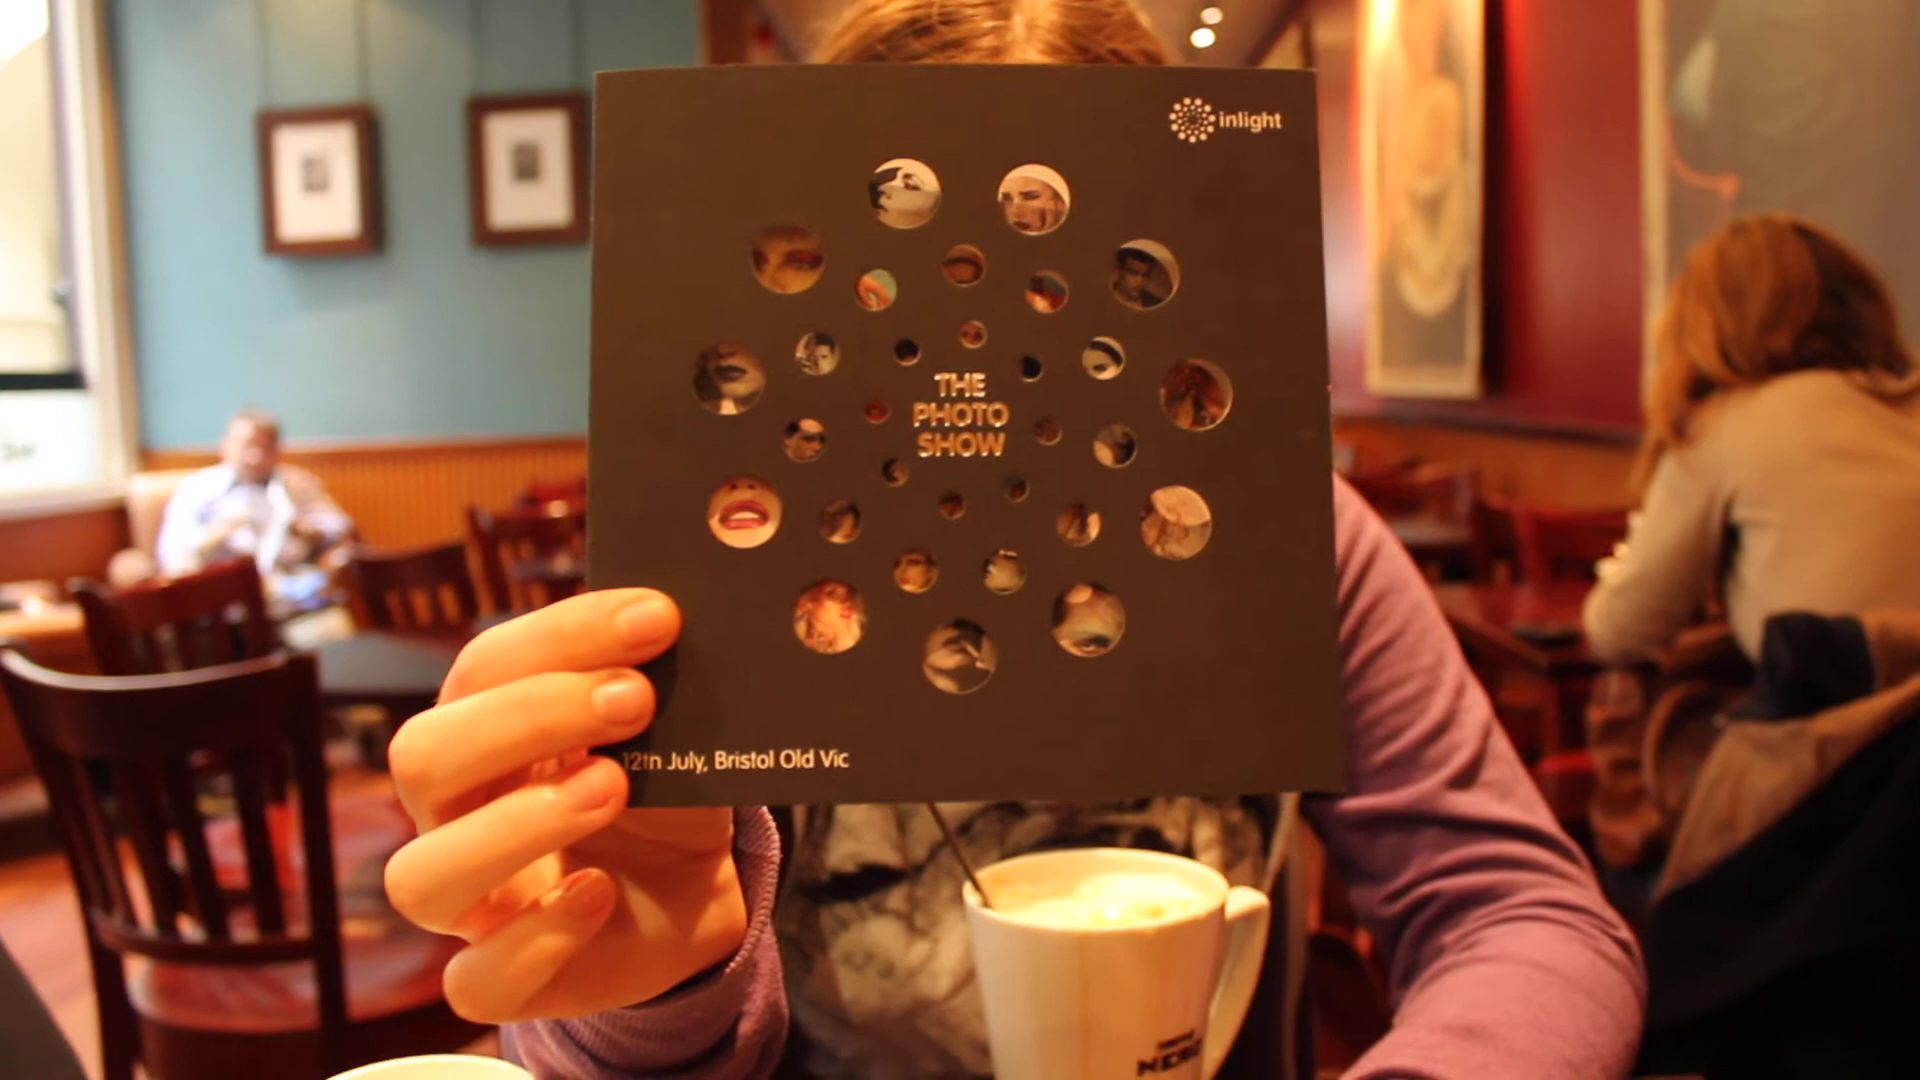 inlight
THE
PHOTO
SHOW
12th July, Bristol Old Vic